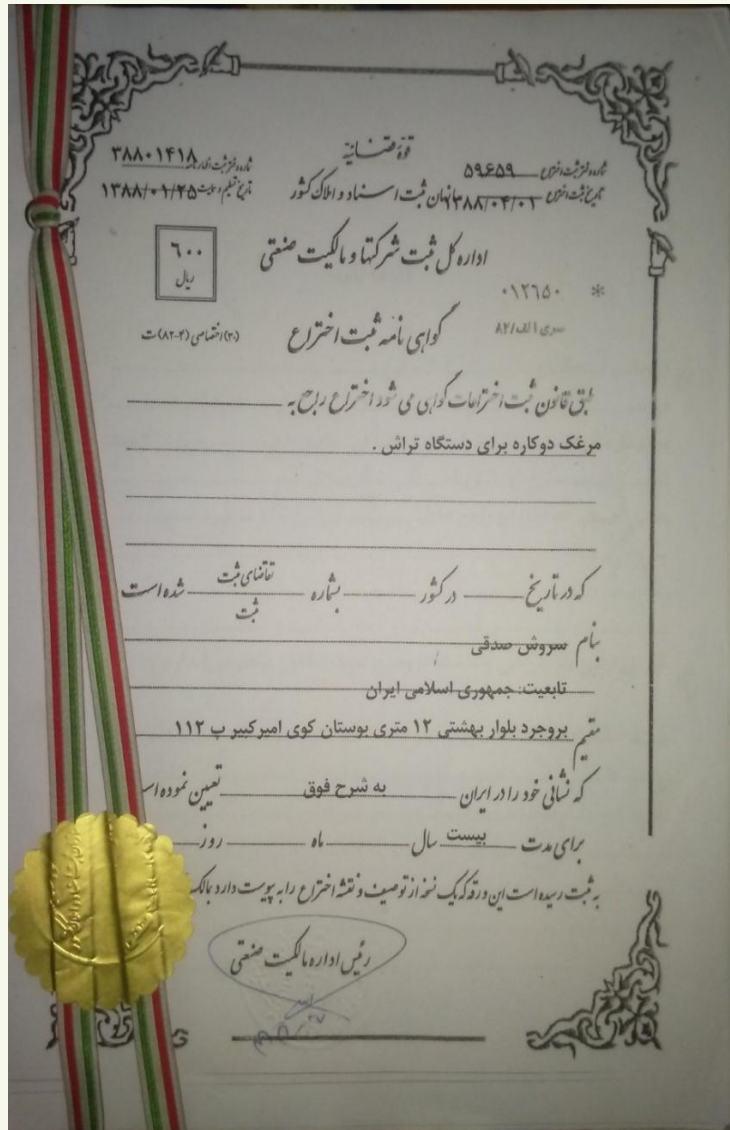 قوه قضائیه
شماره دفتر ثبت اختراع ۵۹۶۵۹
شماره دفتر ثبت اظهارنامه ۳۸۸۰۱۴۱۸
تاریخ ثبت اختراع ۱۳۸۸/۰۴/۰۱
سازمان ثبت اسناد و املاک کشور
تاریخ تسلیم ۱۳۸۸/۰۱/۲۵
اداره کل ثبت شرکتها و مالکیت صنعتی
۶۰۰
ریال
* ۰۱۲۶۵۰
سری ۱ الف/۸۲
گواهی نامه ثبت اختراع
(۳۰) اختصاصی (۴-۸۲) ت
طبق قانون ثبت اختراعات گواهی می شود اختراع راجع به
مرغک دوکاره برای دستگاه تراش .
که در تاریخ در کشور بشماره تقاضای ثبت
ثبت شده است
بنام سروش صدقی
تابعیت: جمهوری اسلامی ایران
مقیم بروجرد بلوار بهشتی ۱۲ متری بوستان کوی امیرکبیر پ ۱۱۲
که نشانی خود را در ایران به شرح فوق تعیین نموده
برای مدت بیست سال ماه روز
به ثبت رسیده است این ورقه که یک نسخه از توصیف و نقشه اختراع را به پیوست دارد
رئیس اداره مالکیت صنعتی